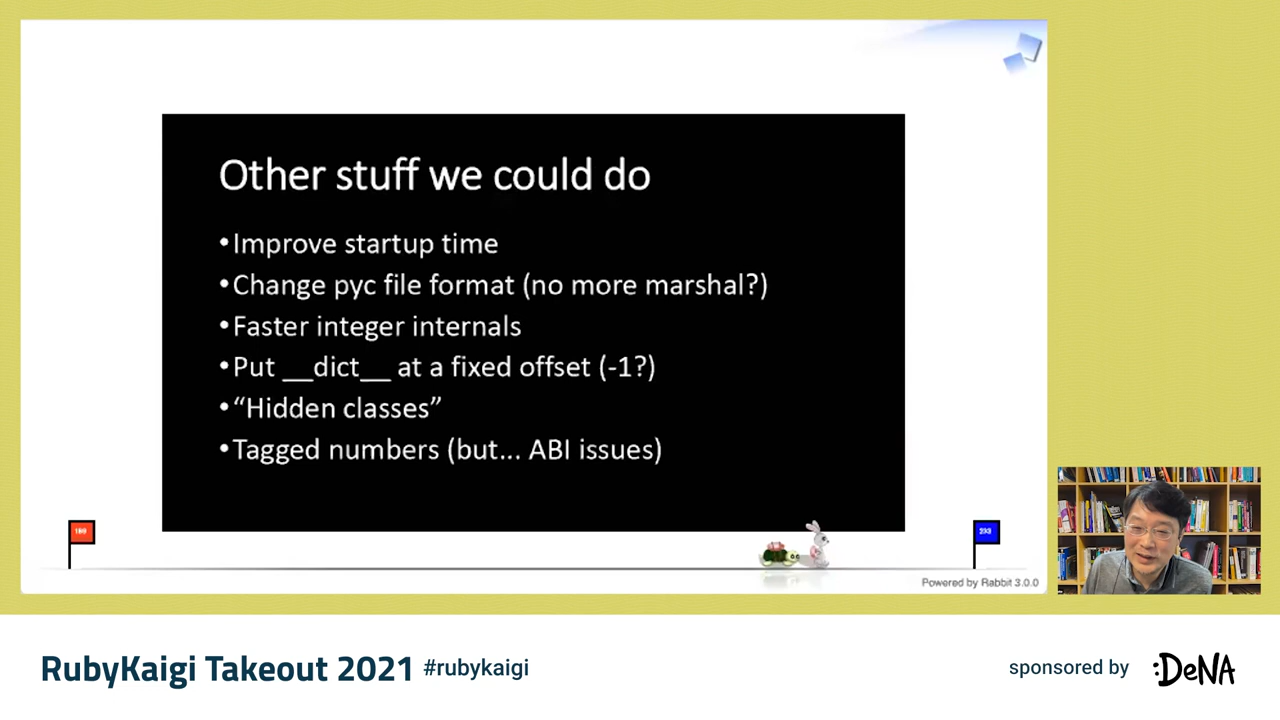 Other stuff we could do
•Improve startup time
•Change pyc file format (no more marshal?)
•Faster integer internals
•Put __dict__ at a fixed offset (-1?)
•“Hidden classes”
•Tagged numbers (but... ABI issues)
Powered by Rabbit 3.0.0
RubyKaigi Takeout 2021 #rubykaigi
sponsored by :DeNA